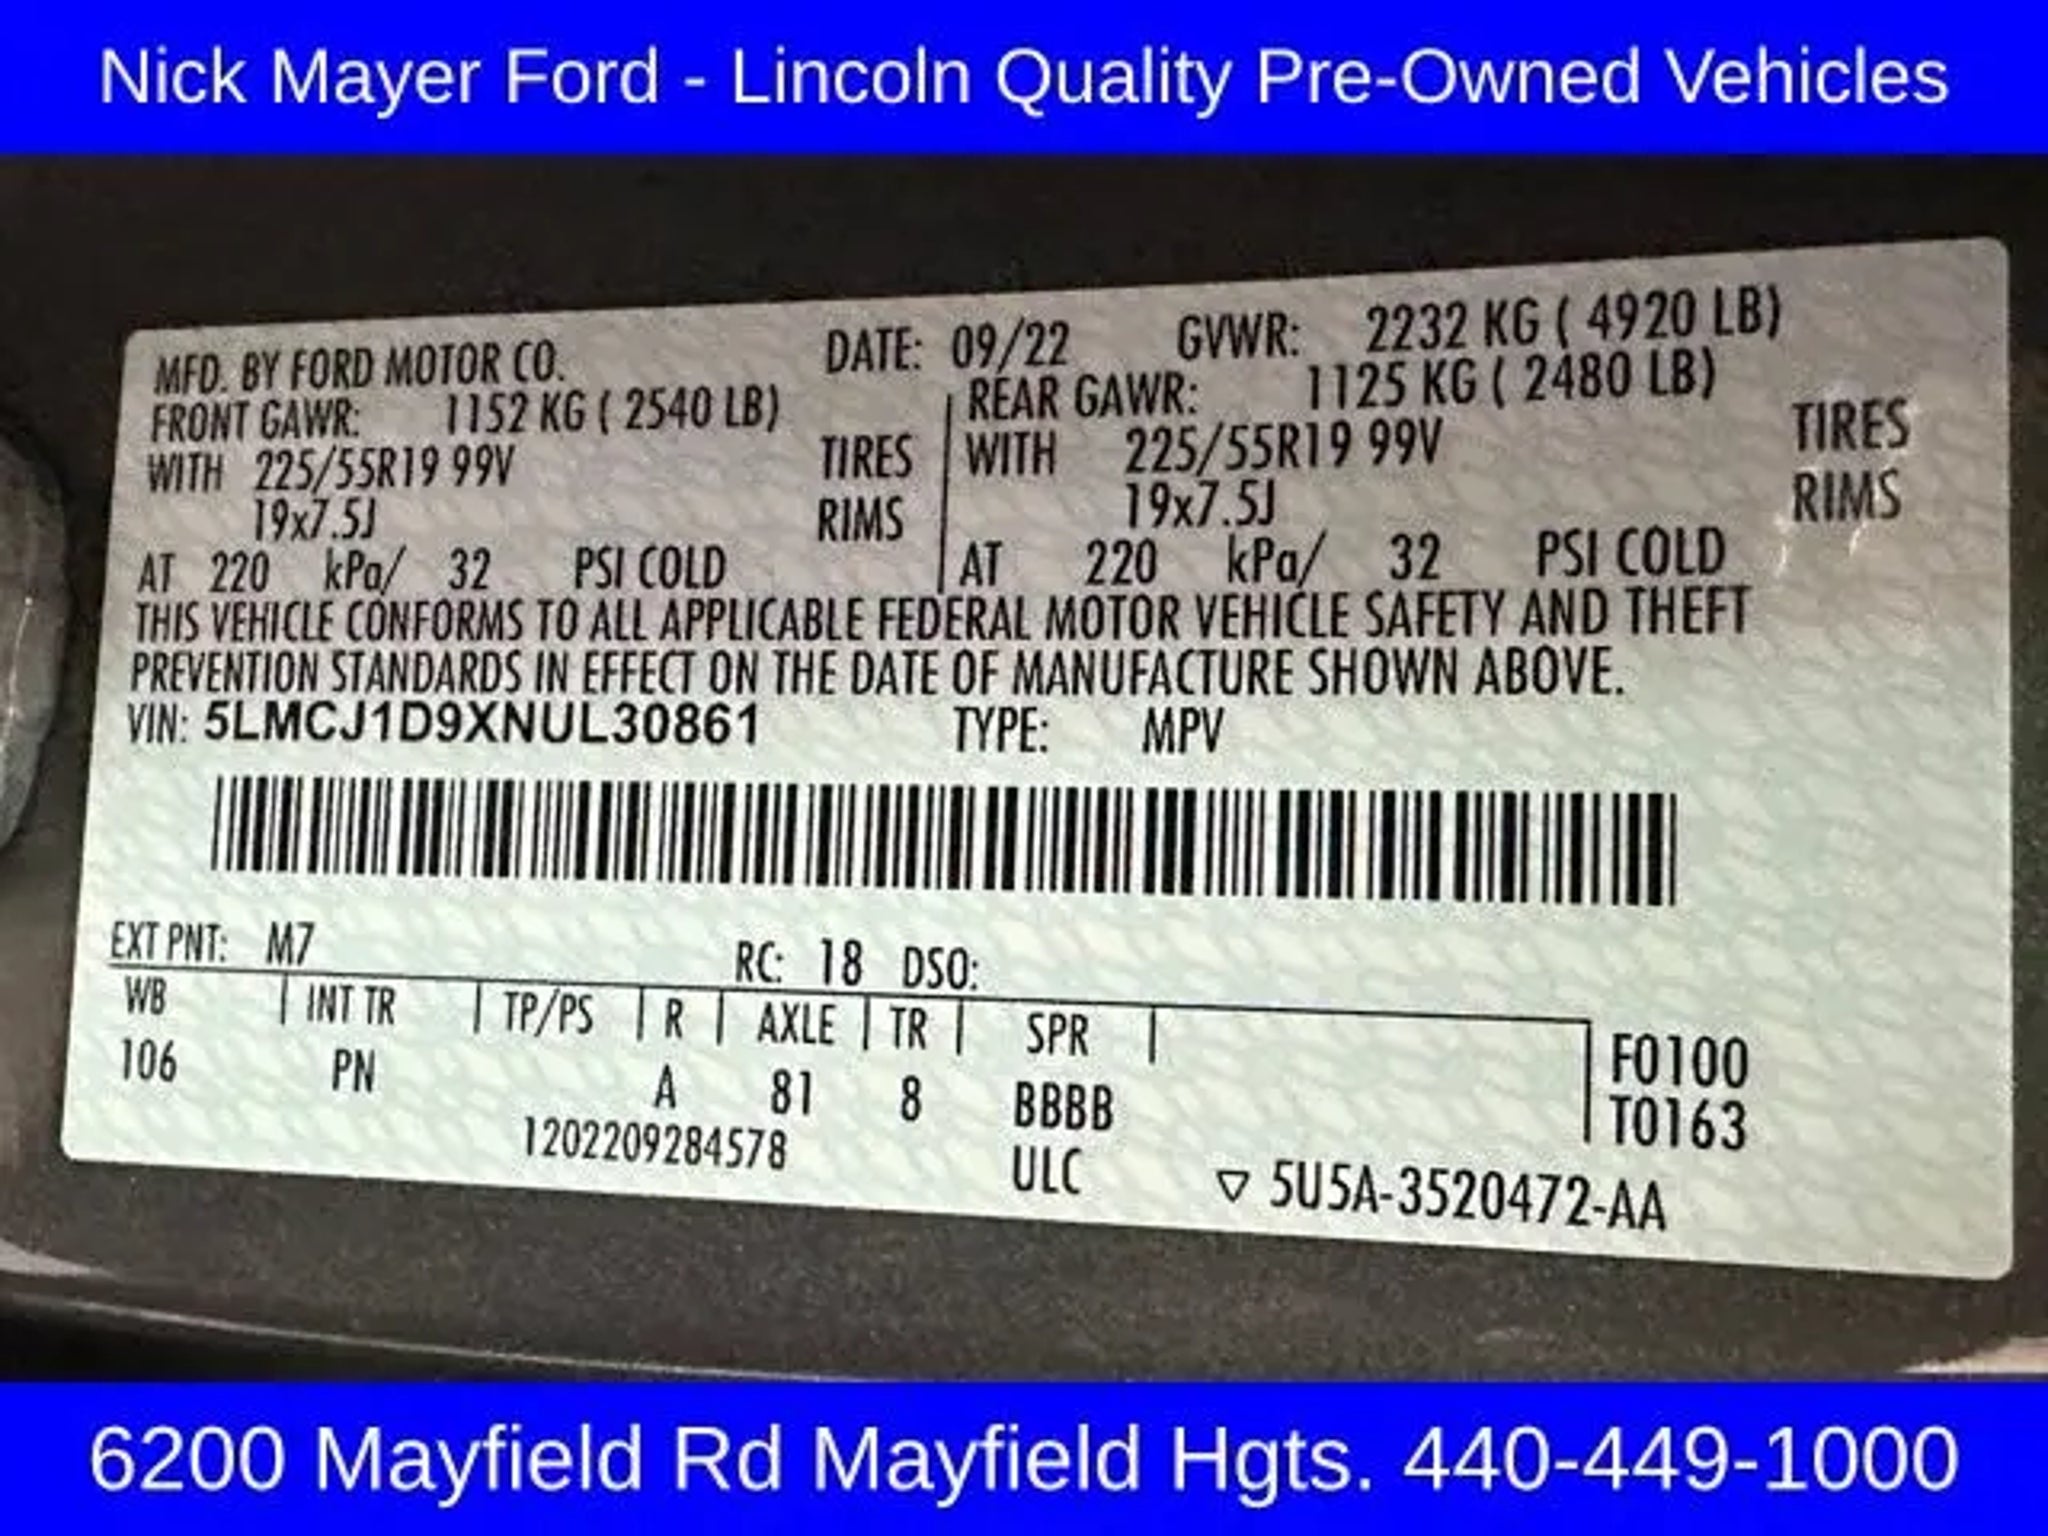 Nick Mayer Ford - Lincoln Quality Pre-Owned Vehicles
MFD. BY FORD MOTOR CO. DATE: 09/22 GVWR: 2232 KG ( 4920 LB)
FRONT GAWR: 1152 KG ( 2540 LB) REAR GAWR: 1125 KG ( 2480 LB)
WITH 225/55R19 99V TIRES WITH 225/55R19 99V TIRES
19x7.5J RIMS 19x7.5J RIMS
AT 220 kPa/ 32 PSI COLD AT 220 kPa/ 32 PSI COLD
THIS VEHICLE CONFORMS TO ALL APPLICABLE FEDERAL MOTOR VEHICLE SAFETY AND THEFT
PREVENTION STANDARDS IN EFFECT ON THE DATE OF MANUFACTURE SHOWN ABOVE.
VIN: 5LMCJ1D9XNUL30861 TYPE: MPV
EXT PNT: M7 RC: 18 DSO:
WB INT TR TP/PS R AXLE TR SPR
106 PN A 81 8 BBBB
F0100
T0163
1202209284578 ULC ▽ 5U5A-3520472-AA
6200 Mayfield Rd Mayfield Hgts. 440-449-1000